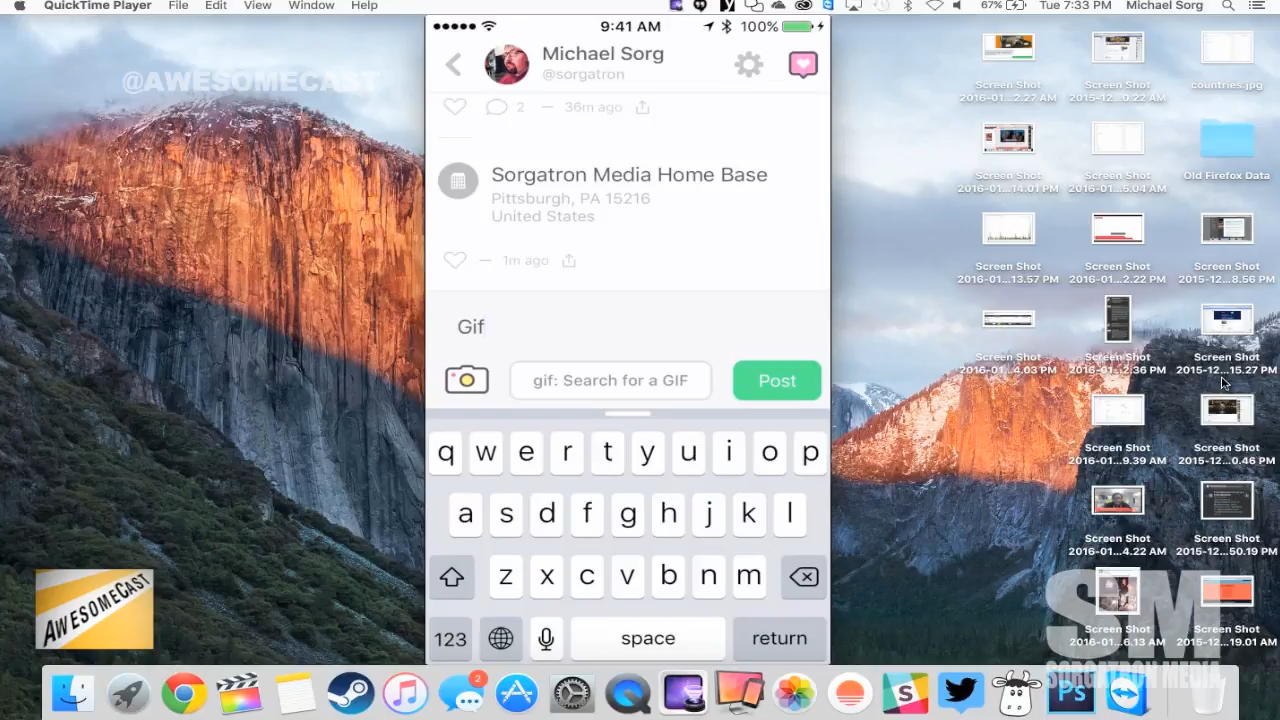 QuickTime Player File Edit View Window Help
67% Tue 7:33 PM Michael Sorg
@AWESOMECAST
9:41 AM 100%
Michael Sorg
@sorgatron
2 — 36m ago
Sorgatron Media Home Base
Pittsburgh, PA 15216
United States
— 1m ago
Gif
gif: Search for a GIF
Post
q w e r t y u i o p
a s d f g h j k l
z x c v b n m
123 space return
Screen Shot
2016-01...2.27 AM
Screen Shot
2015-12...0.22 AM
countries.jpg
Screen Shot
2016-01...14.01 PM
Screen Shot
2016-01...5.04 AM
Old Firefox Data
Screen Shot
2016-01...13.57 PM
Screen Shot
2016-01...2.22 PM
Screen Shot
2015-12...8.56 PM
Screen Shot
2016-01...4.03 PM
Screen Shot
2016-01...2.36 PM
Screen Shot
2015-12...15.27 PM
Screen Shot
2016-01...9.39 AM
Screen Shot
2015-12...0.46 PM
Screen Shot
2016-01...4.22 AM
Screen Shot
2015-12...50.19 PM
Screen Shot
2016-01...6.13 AM
Screen Shot
2015-12...19.01 AM
AWESOMECAST
SM
SORGATRON MEDIA
2
Ps